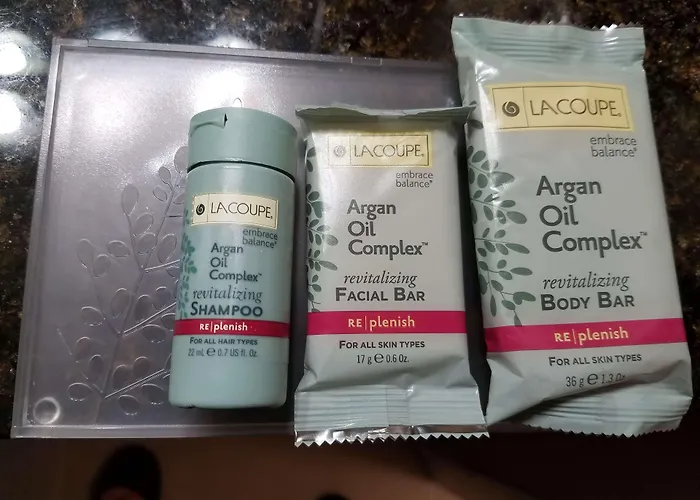 LACOUPE®
embrace
balance®
Argan
Oil
Complex™
revitalizing
SHAMPOO
RE|plenish
FOR ALL HAIR TYPES
22 mL ℮ 0.7 US fl. oz.
LACOUPE®
embrace
balance®
Argan
Oil
Complex™
revitalizing
FACIAL BAR
RE|plenish
FOR ALL SKIN TYPES
17 g ℮ 0.6 Oz.
LACOUPE®
embrace
balance®
Argan
Oil
Complex™
revitalizing
BODY BAR
RE|plenish
FOR ALL SKIN TYPES
36 g ℮ 1.3 Oz.